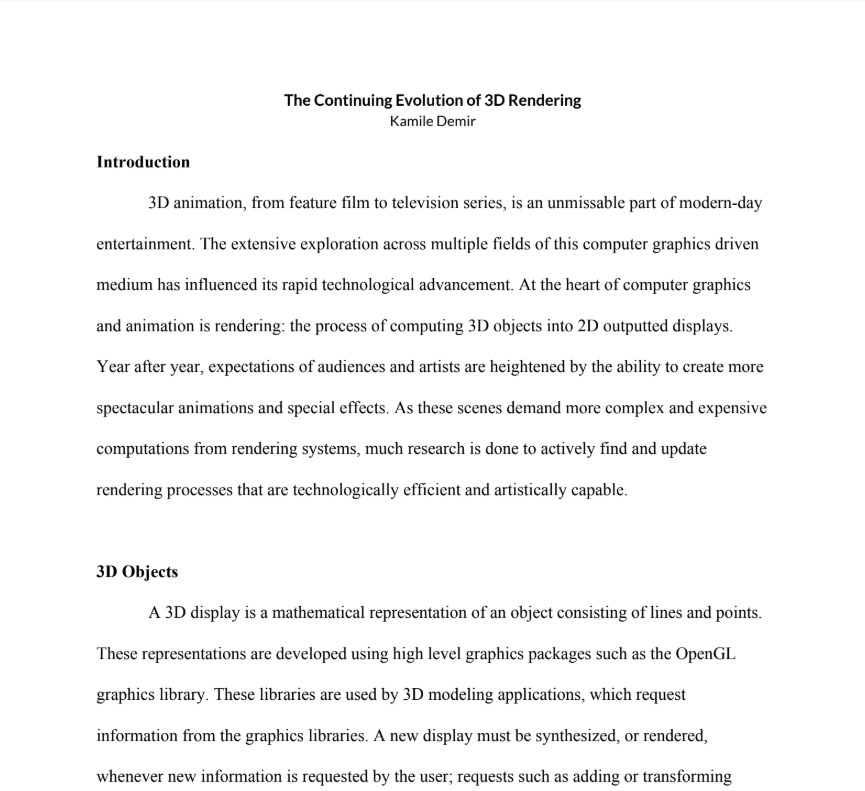 The Continuing Evolution of 3D Rendering
Kamile Demir
Introduction
3D animation, from feature film to television series, is an unmissable part of modern-day
entertainment. The extensive exploration across multiple fields of this computer graphics driven
medium has influenced its rapid technological advancement. At the heart of computer graphics
and animation is rendering: the process of computing 3D objects into 2D outputted displays.
Year after year, expectations of audiences and artists are heightened by the ability to create more
spectacular animations and special effects. As these scenes demand more complex and expensive
computations from rendering systems, much research is done to actively find and update
rendering processes that are technologically efficient and artistically capable.
3D Objects
A 3D display is a mathematical representation of an object consisting of lines and points.
These representations are developed using high level graphics packages such as the OpenGL
graphics library. These libraries are used by 3D modeling applications, which request
information from the graphics libraries. A new display must be synthesized, or rendered,
whenever new information is requested by the user; requests such as adding or transforming